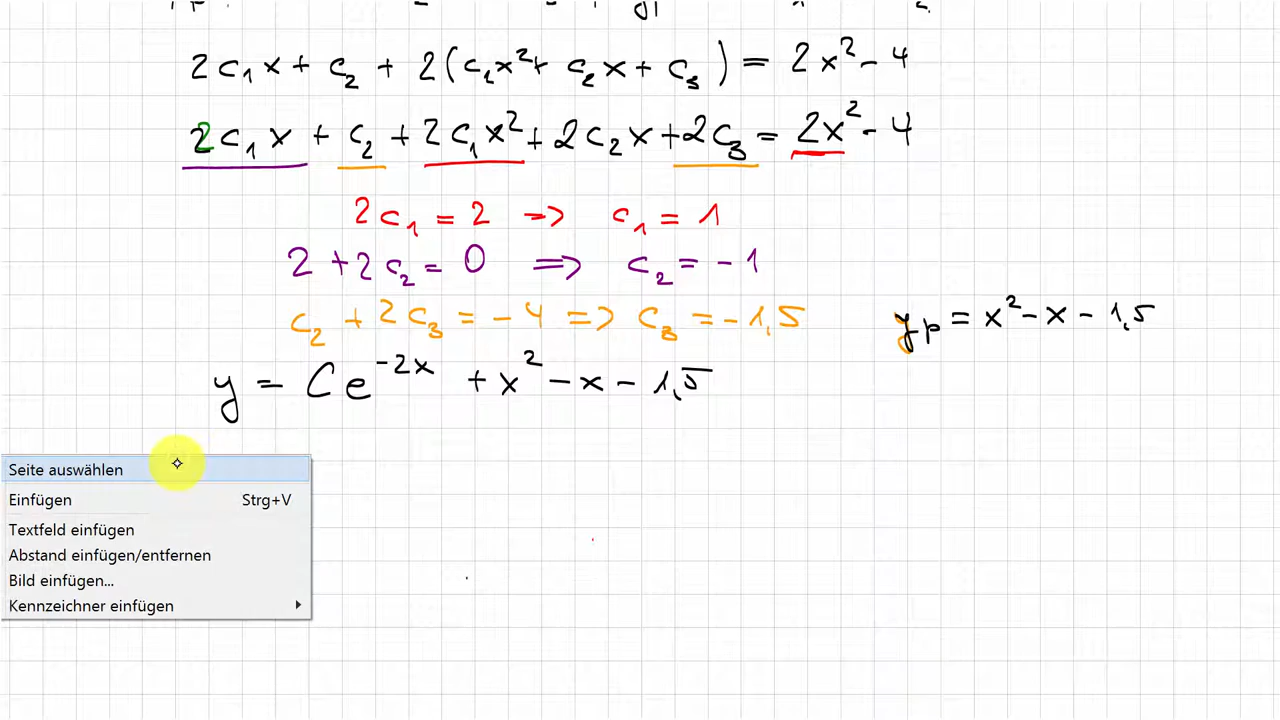 2c₁x + c₂ + 2(c₁x² + c₂x + c₃) = 2x² - 4
2c₁x + c₂ + 2c₁x² + 2c₂x + 2c₃ = 2x² - 4
2c₁ = 2 => c₁ = 1
2 + 2c₂ = 0 => c₂ = -1
c₂ + 2c₃ = -4 => c₃ = -1,5
yₚ = x² - x - 1,5
y = Ce⁻²ˣ + x² - x - 1,5
Seite auswählen
Einfügen Strg+V
Textfeld einfügen
Abstand einfügen/entfernen
Bild einfügen...
Kennzeichner einfügen